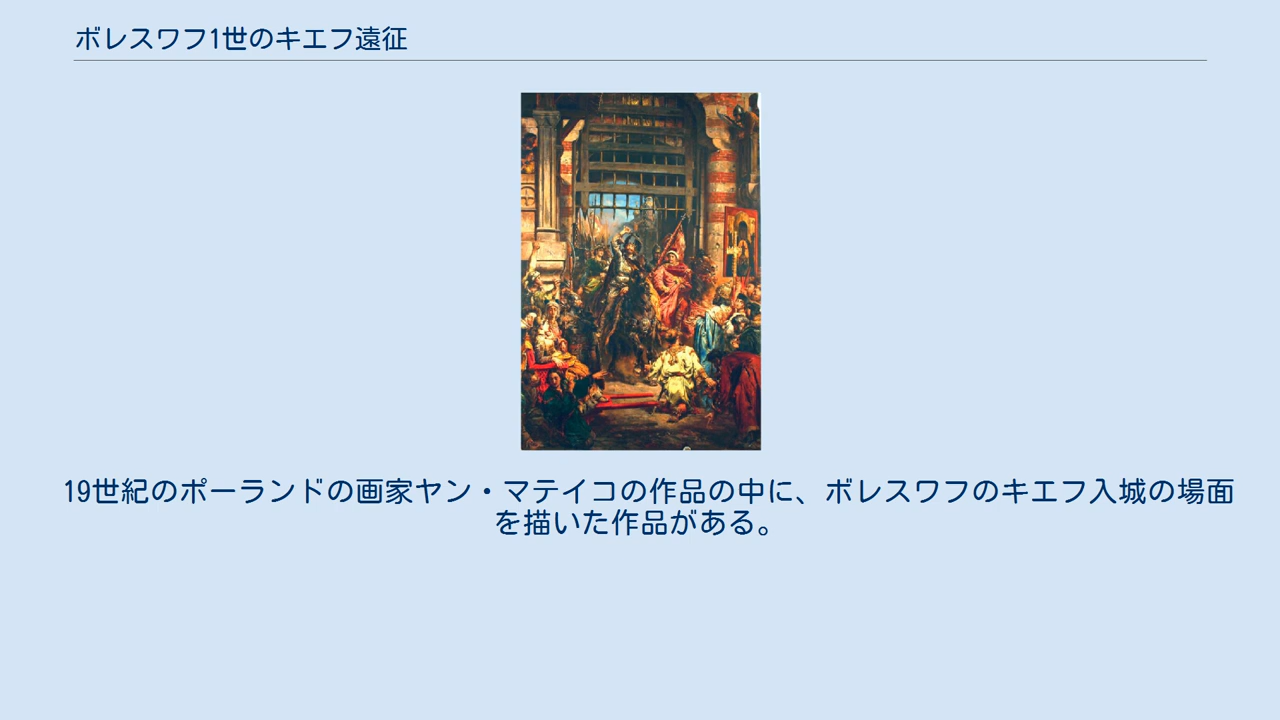 ボレスワフ1世のキエフ遠征
19世紀のポーランドの画家ヤン・マテイコの作品の中に、ボレスワフのキエフ入城の場面
を描いた作品がある。